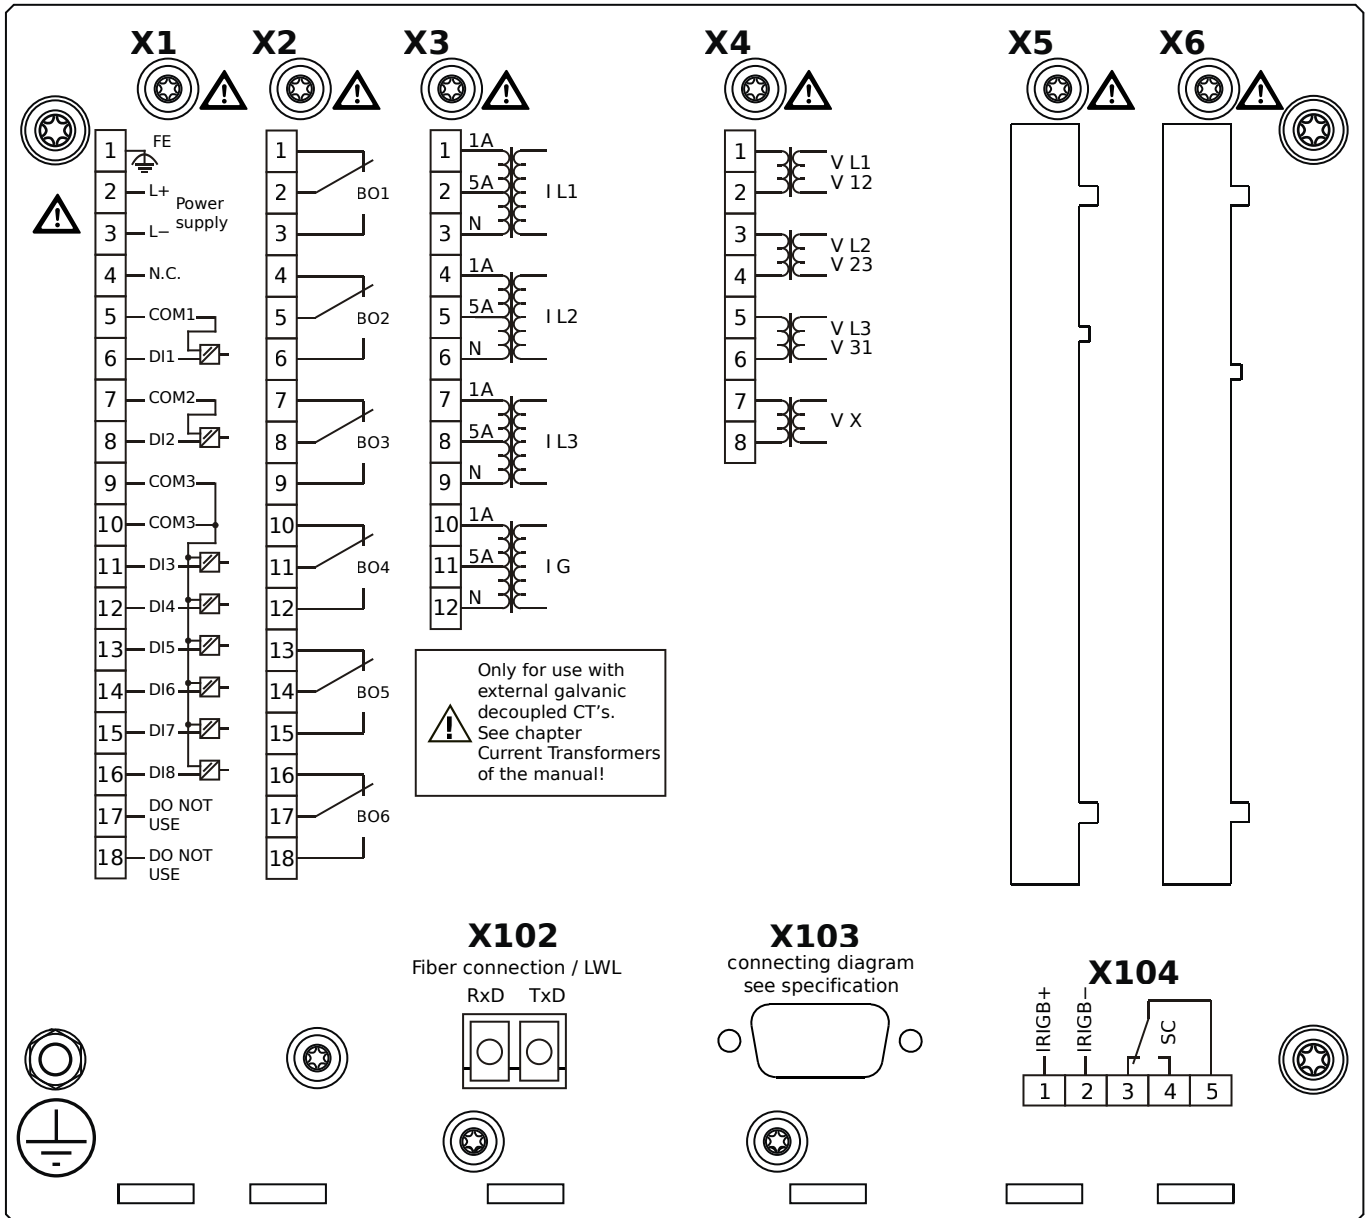 X1 X2 X3 X4 X5 X6
1 FE
2 L+
Power
supply
3 L−
4 N.C.
5 COM1
6 DI1
7 COM2
8 DI2
9 COM3
10 COM3
11 DI3
12 DI4
13 DI5
14 DI6
15 DI7
16 DI8
17 DO NOT
USE
18 DO NOT
USE
1
2 BO1
3
4
5 BO2
6
7
8 BO3
9
10
11 BO4
12
13
14 BO5
15
16
17 BO6
18
1 1A
2 5A I L1
3 N
4 1A
5 5A I L2
6 N
7 1A
8 5A I L3
9 N
10 1A
11 5A I G
12 N
Only for use with
external galvanic
decoupled CT's.
See chapter
Current Transformers
of the manual!
1 V L1
2 V 12
3 V L2
4 V 23
5 V L3
6 V 31
7 V X
8
X102
Fiber connection / LWL
RxD TxD
X103
connecting diagram
see specification
X104
IRIGB+
IRIGB−
SC
1 2 3 4 5